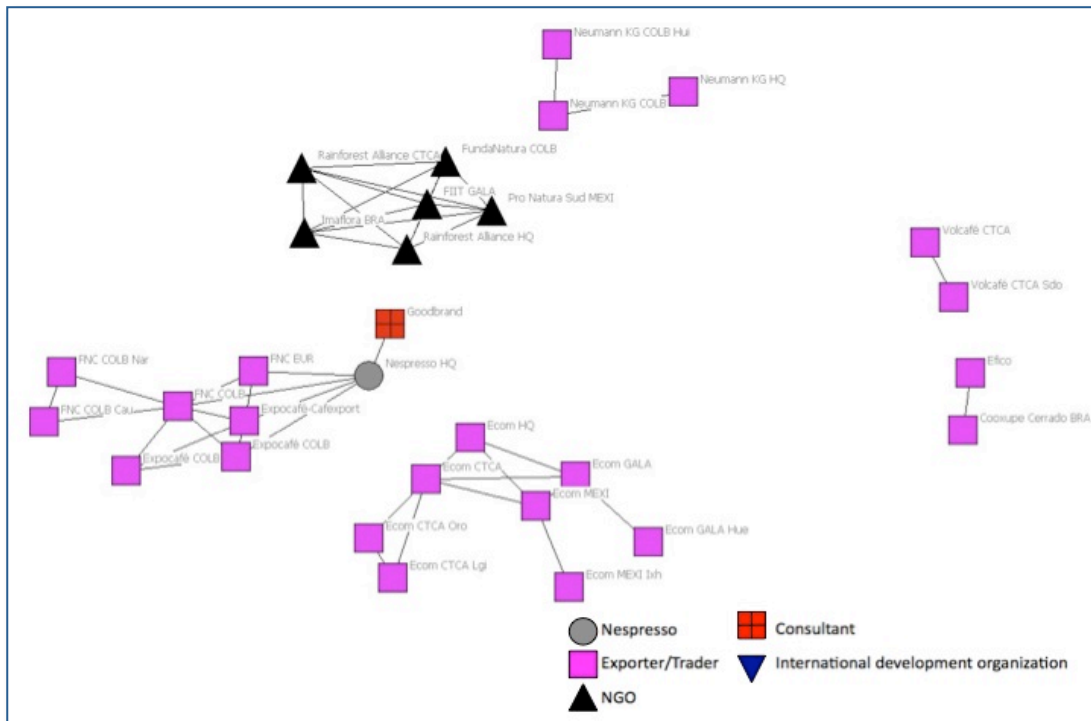 Neumann KG COLB Hui
Neumann KG HQ
Neumann KG COLB
FundaNatura COLB
Rainforest Alliance CTCA
FIIT GALA
Pro Natura Sud MEXI
Imaflora BRA
Rainforest Alliance HQ
Volcafé CTCA
Volcafé CTCA Sdo
Goodbrand
FNC COLB Nar
FNC EUR
Nespresso HQ
Efico
FNC COLB
FNC COLB Cau
Expocafé-Cafexport
Cooxupe Cerrado BRA
Expocafé COLB
Expocafé COLB
Ecom HQ
Ecom CTCA
Ecom GALA
Ecom MEXI
Ecom CTCA Oro
Ecom GALA Hue
Ecom CTCA Lgi
Ecom MEXI Ixh
Nespresso
Consultant
Exporter/Trader
International development organization
NGO